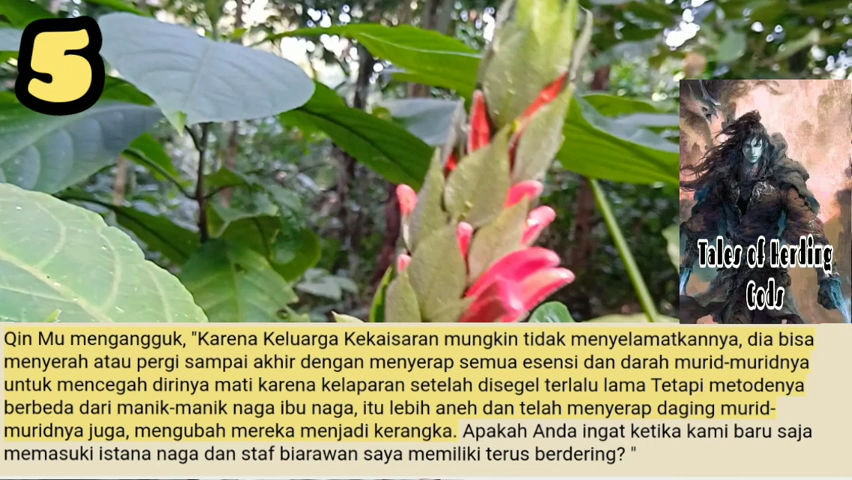 5
Tales of Herding
Gods
Qin Mu mengangguk, "Karena Keluarga Kekaisaran mungkin tidak menyelamatkannya, dia bisa
menyerah atau pergi sampai akhir dengan menyerap semua esensi dan darah murid-muridnya
untuk mencegah dirinya mati karena kelaparan setelah disegel terlalu lama Tetapi metodenya
berbeda dari manik-manik naga ibu naga, itu lebih aneh dan telah menyerap daging murid-
muridnya juga, mengubah mereka menjadi kerangka. Apakah Anda ingat ketika kami baru saja
memasuki istana naga dan staf biarawan saya memiliki terus berdering? "